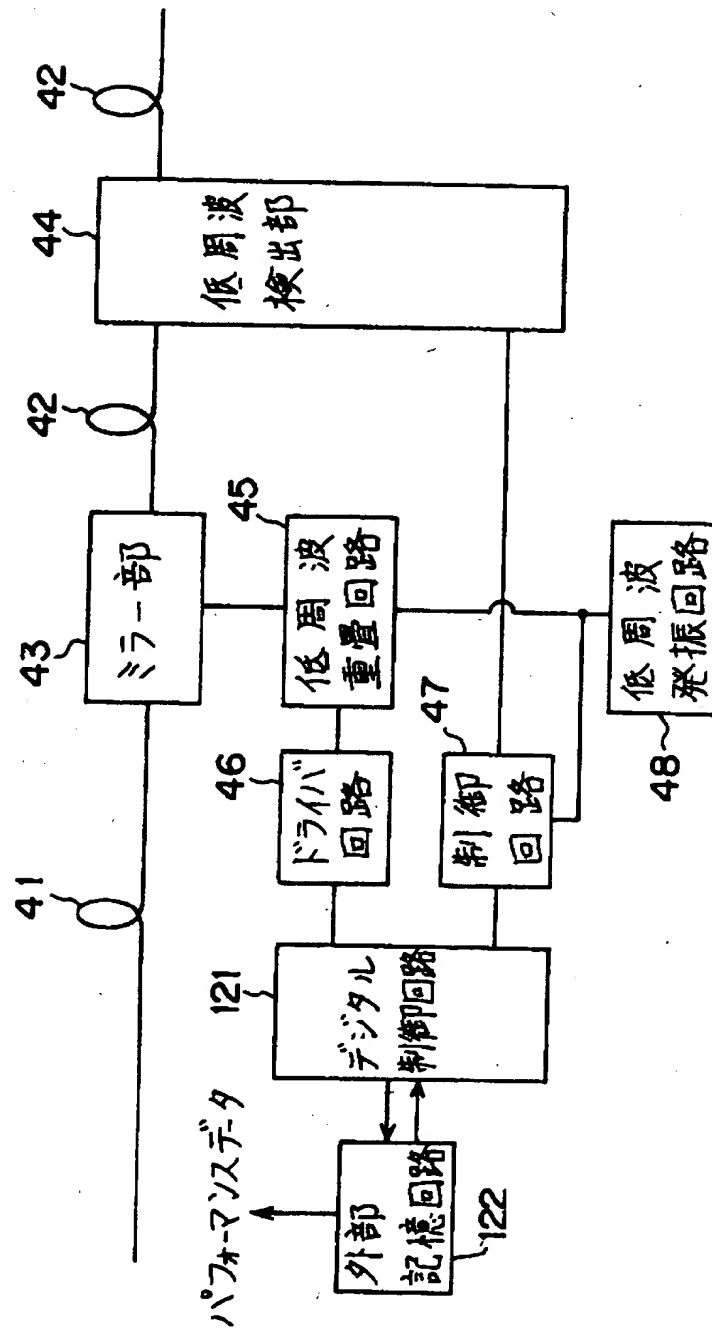 41
43
ミラー部
42
44
42
低周波
検出部
45
低周波
重畳回路
46
ドライバ
回路
47
制御
回路
低周波
発振回路
48
121
デジタル
制御回路
パフォーマンスデータ
外部
記憶回路
122